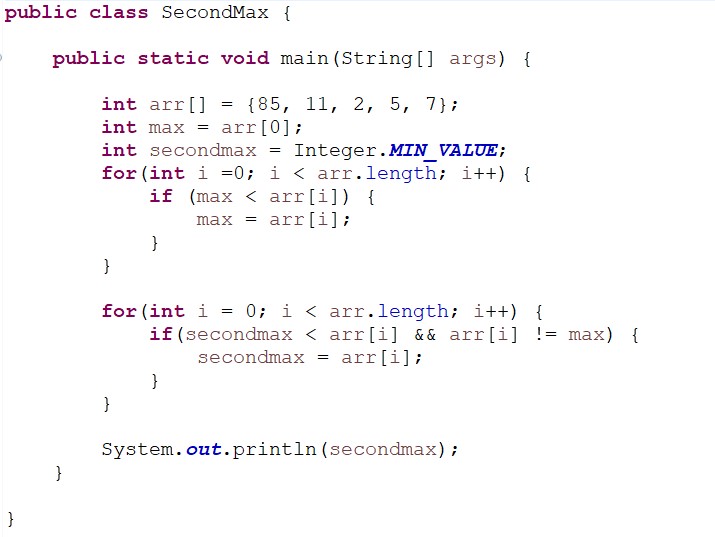 public class SecondMax {
public static void main(String[] args) {
int arr[] = {85, 11, 2, 5, 7};
int max = arr[0];
int secondmax = Integer.MIN_VALUE;
for(int i =0; i < arr.length; i++) {
if (max < arr[i]) {
max = arr[i];
}
}
for(int i = 0; i < arr.length; i++) {
if(secondmax < arr[i] && arr[i] != max) {
secondmax = arr[i];
}
}
System.out.println(secondmax);
}
}